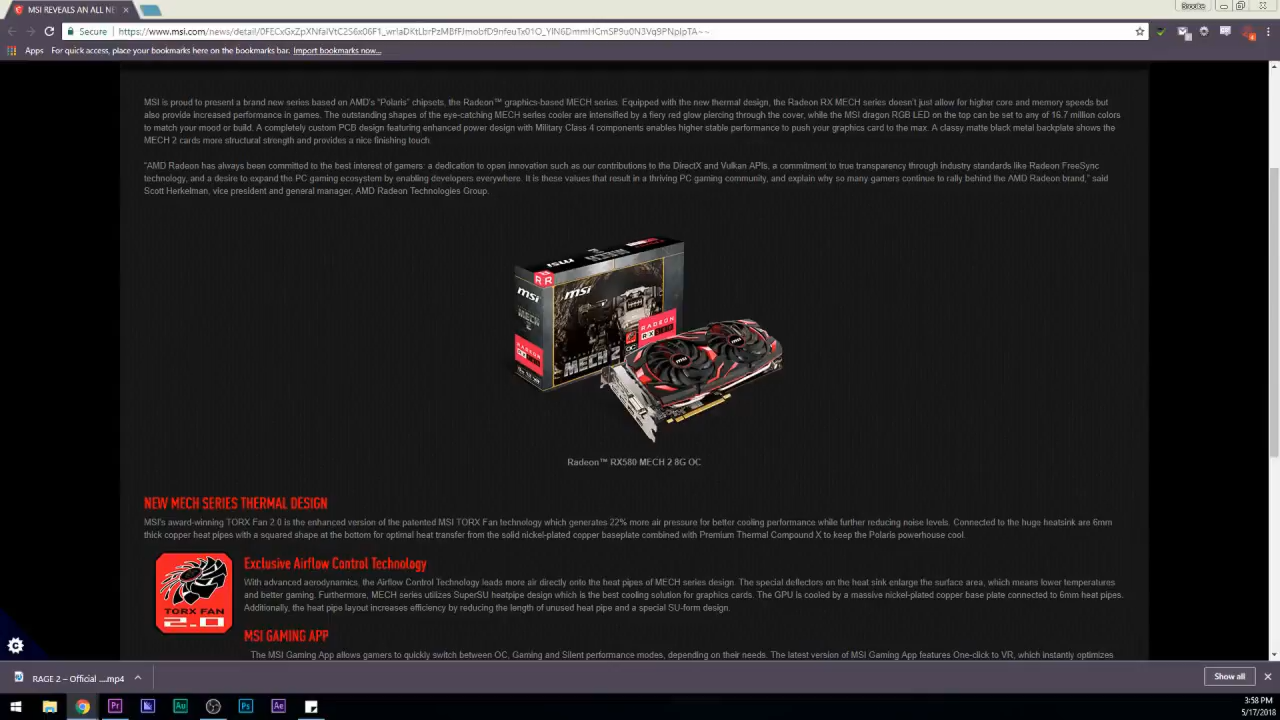 MSI REVEALS AN ALL NE
Secure
https://www.msi.com/news/detail/
Apps
For quick access, place your bookmarks here on the bookmarks bar. Import bookmarks now...
MSI is proud to present a brand new series based on AMD's "Polaris" chipsets, the Radeon™ graphics-based MECH series. Equipped with the new thermal design, the Radeon RX MECH series doesn't just allow for higher core and memory speeds but
also provide increased performance in games. The outstanding shapes of the eye-catching MECH series cooler are intensified by a fiery red glow piercing through the cover, while the MSI dragon RGB LED on the top can be set to any of 16.7 million colors
to match your mood or build. A completely custom PCB design featuring enhanced power design with Military Class 4 components enables higher stable performance to push your graphics card to the max. A classy matte black metal backplate shows the
MECH 2 cards more structural strength and provides a nice finishing touch.
"AMD Radeon has always been committed to the best interest of gamers: a dedication to open innovation such as our contributions to the DirectX and Vulkan APIs, a commitment to true transparency through industry standards like Radeon FreeSync
technology, and a desire to expand the PC gaming ecosystem by enabling developers everywhere. It is these values that result in a thriving PC gaming community, and explain why so many gamers continue to rally behind the AMD Radeon brand," said
Scott Herkelman, vice president and general manager, AMD Radeon Technologies Group.
msi
msi
MECH 2
RADEON
msi
msi
Radeon™ RX580 MECH 2 8G OC
NEW MECH SERIES THERMAL DESIGN
MSI's award-winning TORX Fan 2.0 is the enhanced version of the patented MSI TORX Fan technology which generates 22% more air pressure for better cooling performance while further reducing noise levels. Connected to the huge heatsink are 6mm
thick copper heat pipes with a squared shape at the bottom for optimal heat transfer from the solid nickel-plated copper baseplate combined with Premium Thermal Compound X to keep the Polaris powerhouse cool.
TORX FAN
2.0
Exclusive Airflow Control Technology
With advanced aerodynamics, the Airflow Control Technology leads more air directly onto the heat pipes of MECH series design. The special deflectors on the heat sink enlarge the surface area, which means lower temperatures
and better gaming. Furthermore, MECH series utilizes SuperSU heatpipe design which is the best cooling solution for graphics cards. The GPU is cooled by a massive nickel-plated copper base plate connected to 6mm heat pipes.
Additionally, the heat pipe layout increases efficiency by reducing the length of unused heat pipe and a special SU-form design.
MSI GAMING APP
The MSI Gaming App allows gamers to quickly switch between OC, Gaming and Silent performance modes, depending on their needs. The latest version of MSI Gaming App features One-click to VR, which instantly optimizes
RAGE 2 – Official ....mp4
Show all
Pr
Au
Ps
Ae
3:58 PM
5/17/2018